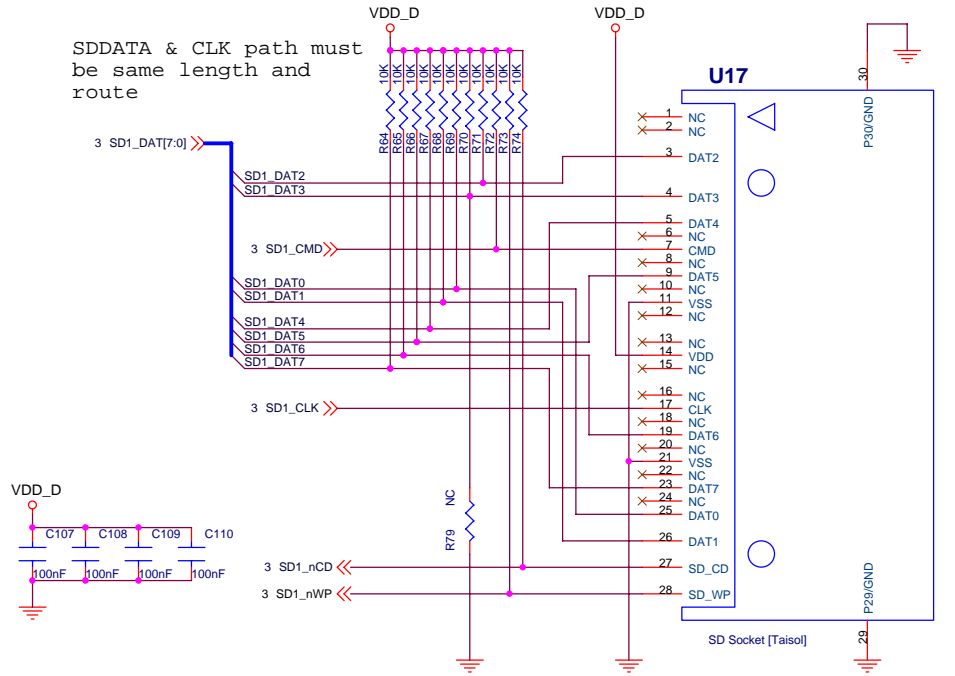 VDD_D
VDD_D
SDDATA & CLK path must
be same length and
route
U17
10K
10K
10K
10K
10K
10K
10K
10K
10K
10K
10K
R64
R65
R66
R67
R68
R69
R70
R71
R72
R73
R74
30
P30/GND
1 NC
2 NC
3 SD1_DAT[7:0]
3 DAT2
SD1_DAT2
SD1_DAT3
4 DAT3
5 DAT4
6 NC
3 SD1_CMD
7 CMD
8 NC
9 DAT5
SD1_DAT0
10 NC
SD1_DAT1
11 VSS
12 NC
SD1_DAT4
SD1_DAT5
13 NC
SD1_DAT6
14 VDD
SD1_DAT7
15 NC
16 NC
3 SD1_CLK
17 CLK
18 NC
19 DAT6
20 NC
21 VSS
22 NC
23 DAT7
24 NC
25 DAT0
VDD_D
NC
R79
C107
C108
C109
C110
26 DAT1
100nF
100nF
100nF
100nF
3 SD1_nCD
27 SD_CD
3 SD1_nWP
28 SD_WP
P29/GND
29
SD Socket [Taisol]